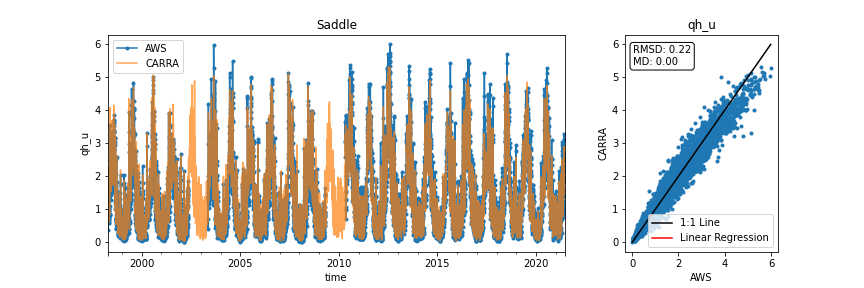 Saddle
qh_u
AWS
CARRA
6
5
4
3
2
1
0
qh_u
2000
2005
2010
2015
2020
time
RMSD: 0.22
MD: 0.00
6
5
4
3
2
1
0
CARRA
1:1 Line
Linear Regression
0
2
4
6
AWS